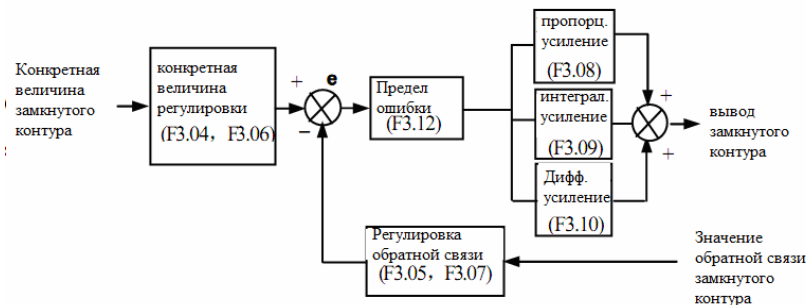 Конкретная
величина
замкнутого
контура
конкретная
величина
регулировки
(F3.04, F3.06)
+
e
−
Предел
ошибки
(F3.12)
пропорц.
усиление
(F3.08)
интеграл.
усиление
(F3.09)
Дифф.
усиление
(F3.10)
+
+
+
вывод
замкнутого
контура
Регулировка
обратной связи
(F3.05, F3.07)
Значение
обратной связи
замкнутого
контура